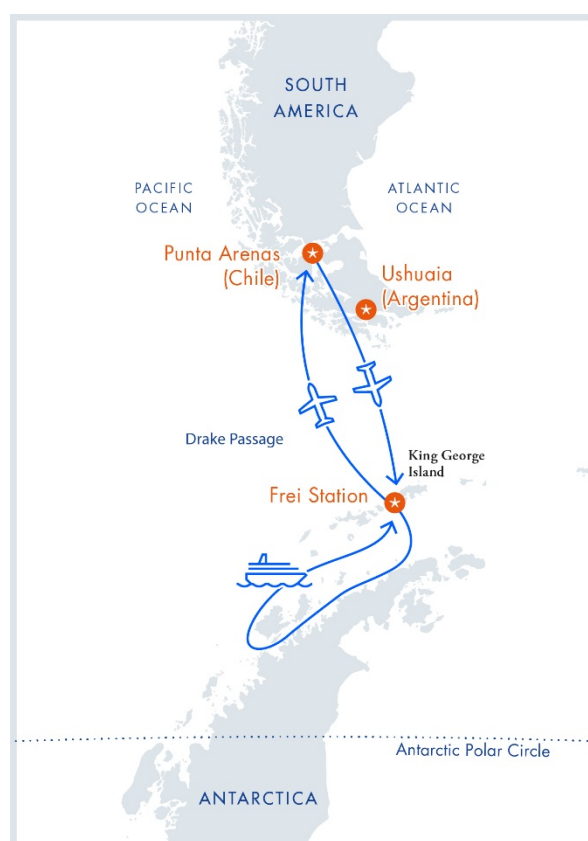 SOUTH
AMERICA
PACIFIC
OCEAN
ATLANTIC
OCEAN
Punta Arenas
(Chile)
Ushuaia
(Argentina)
Drake Passage
King George
Island
Frei Station
Antarctic Polar Circle
ANTARCTICA